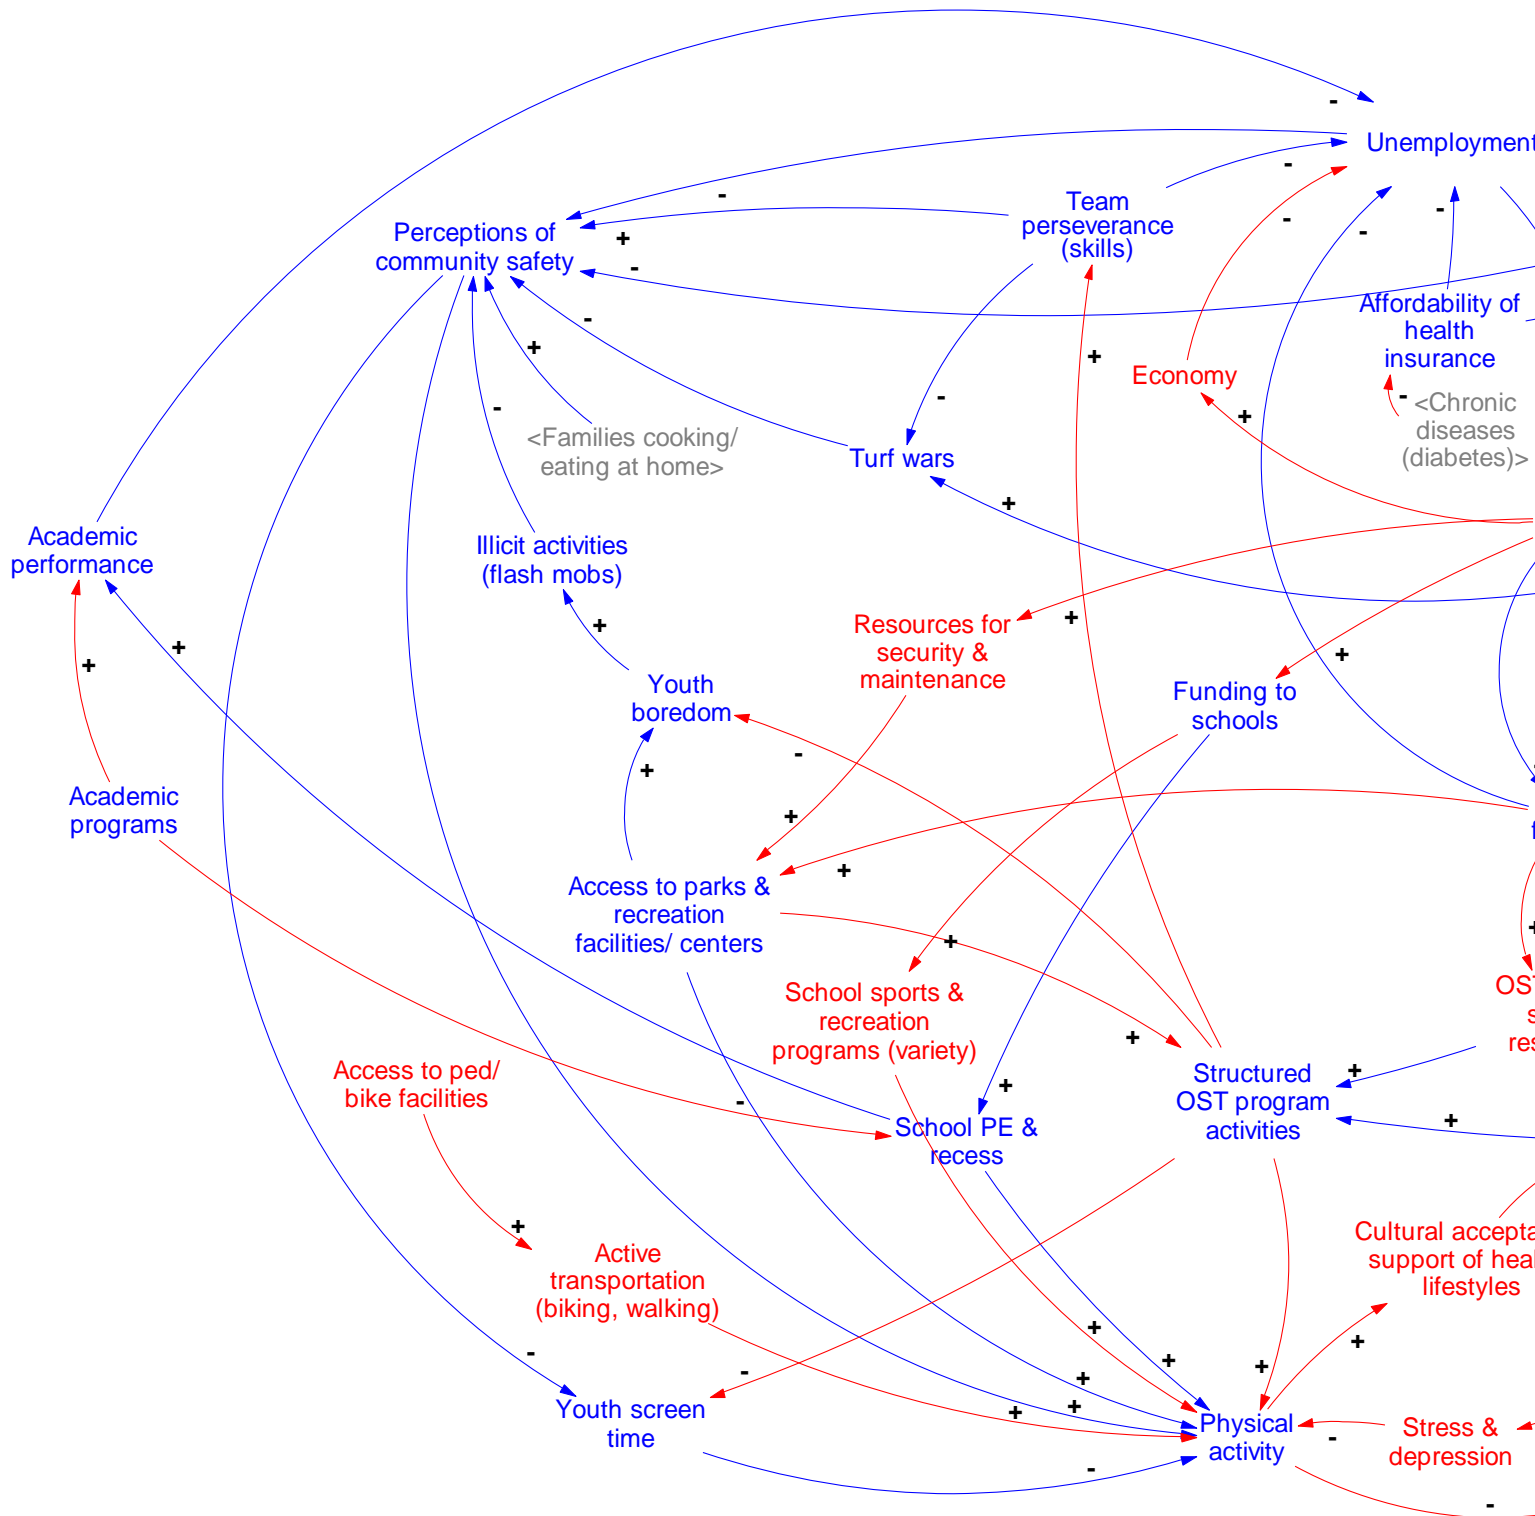 Unemployment
Team
perseverance
(skills)
Perceptions of
community safety
Affordability of
health
insurance
Economy
<Chronic
diseases
(diabetes)>
<Families cooking/
eating at home>
Turf wars
Academic
performance
Illicit activities
(flash mobs)
Resources for
security &
maintenance
Youth
boredom
Funding to
schools
Academic
programs
Access to parks &
recreation
facilities/ centers
School sports &
recreation
programs (variety)
OST
Access to ped/
bike facilities
Structured
OST program
activities
School PE &
recess
Cultural
support of
lifestyles
Active
transportation
(biking, walking)
Youth screen
time
Physical
activity
Stress &
depression